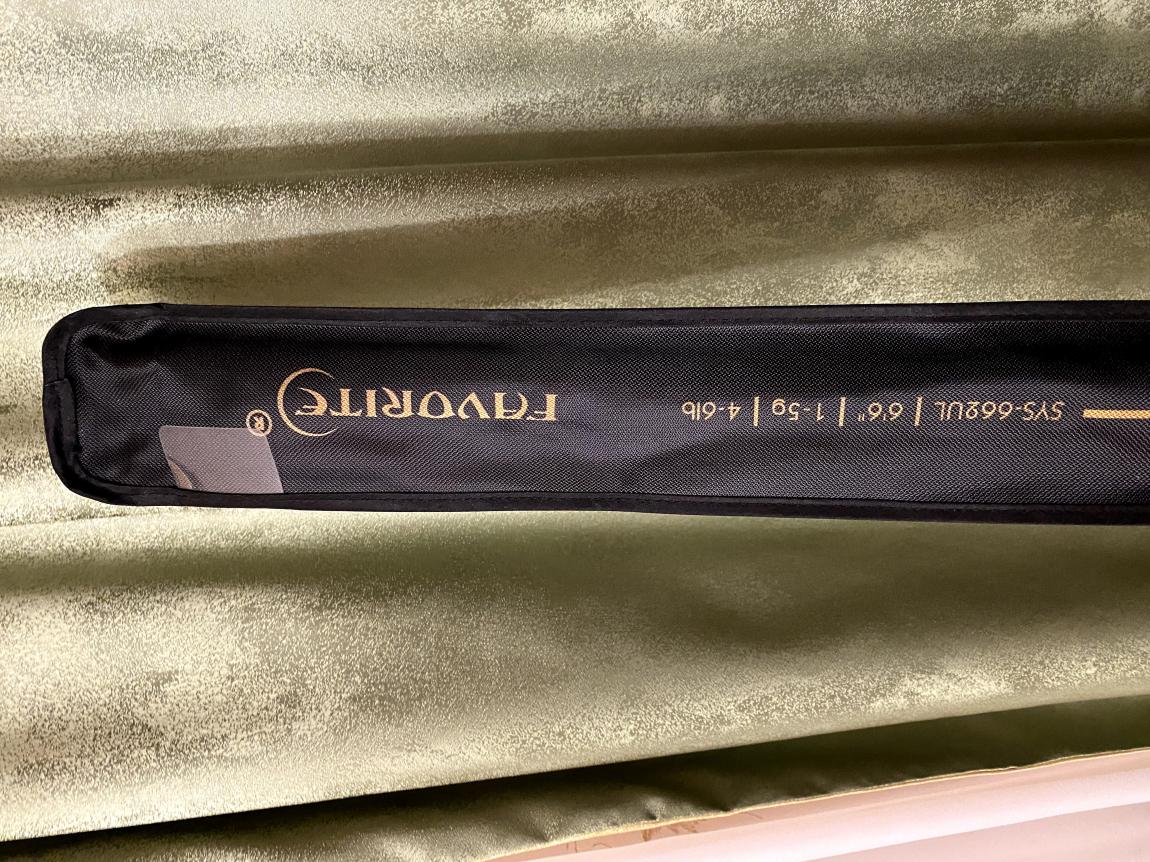 SYS-662UL | 6'6" | 1-5g | 4-6lb
FAVORITE ®